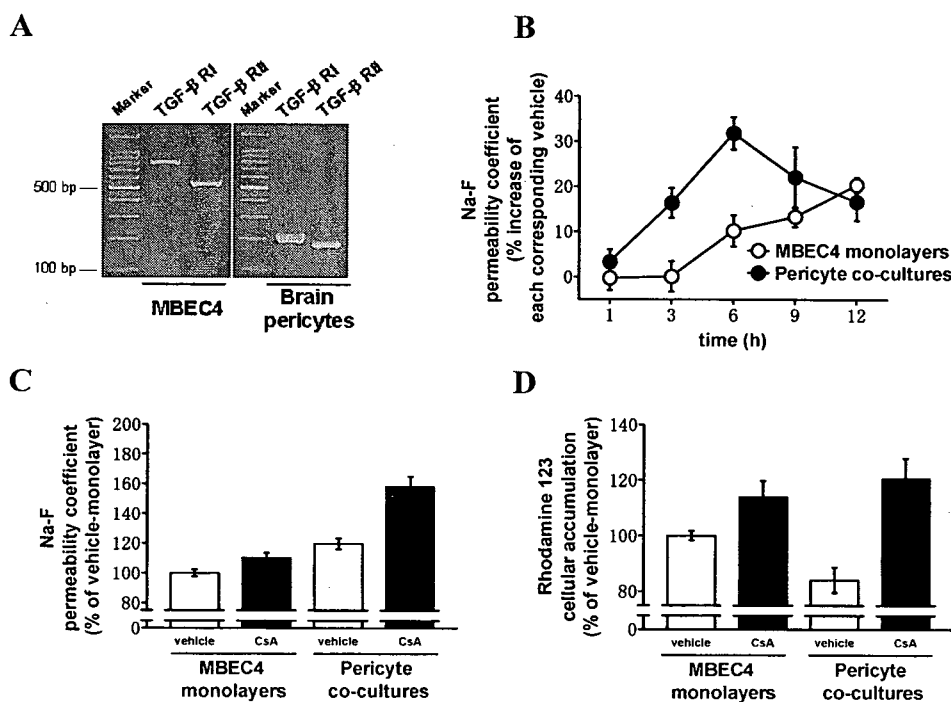 A
Marker
TGF-β RI
TGF-β RII
Marker
TGF-β RI
TGF-β RII
500 bp
100 bp
MBEC4
Brain
pericytes
B
Na-F
permeability coefficient
(% increase of
each corresponding vehicle)
40
30
20
10
0
MBEC4 monolayers
Pericyte co-cultures
1
3
6
9
12
time (h)
C
Na-F
permeability coefficient
(% of vehicle-monolayer)
200
180
160
140
120
100
80
0
vehicle
CsA
vehicle
CsA
MBEC4
monolayers
Pericyte
co-cultures
D
Rhodamine 123
cellular accumulation
(% of vehicle-monolayer)
140
120
100
80
0
vehicle
CsA
vehicle
CsA
MBEC4
monolayers
Pericyte
co-cultures